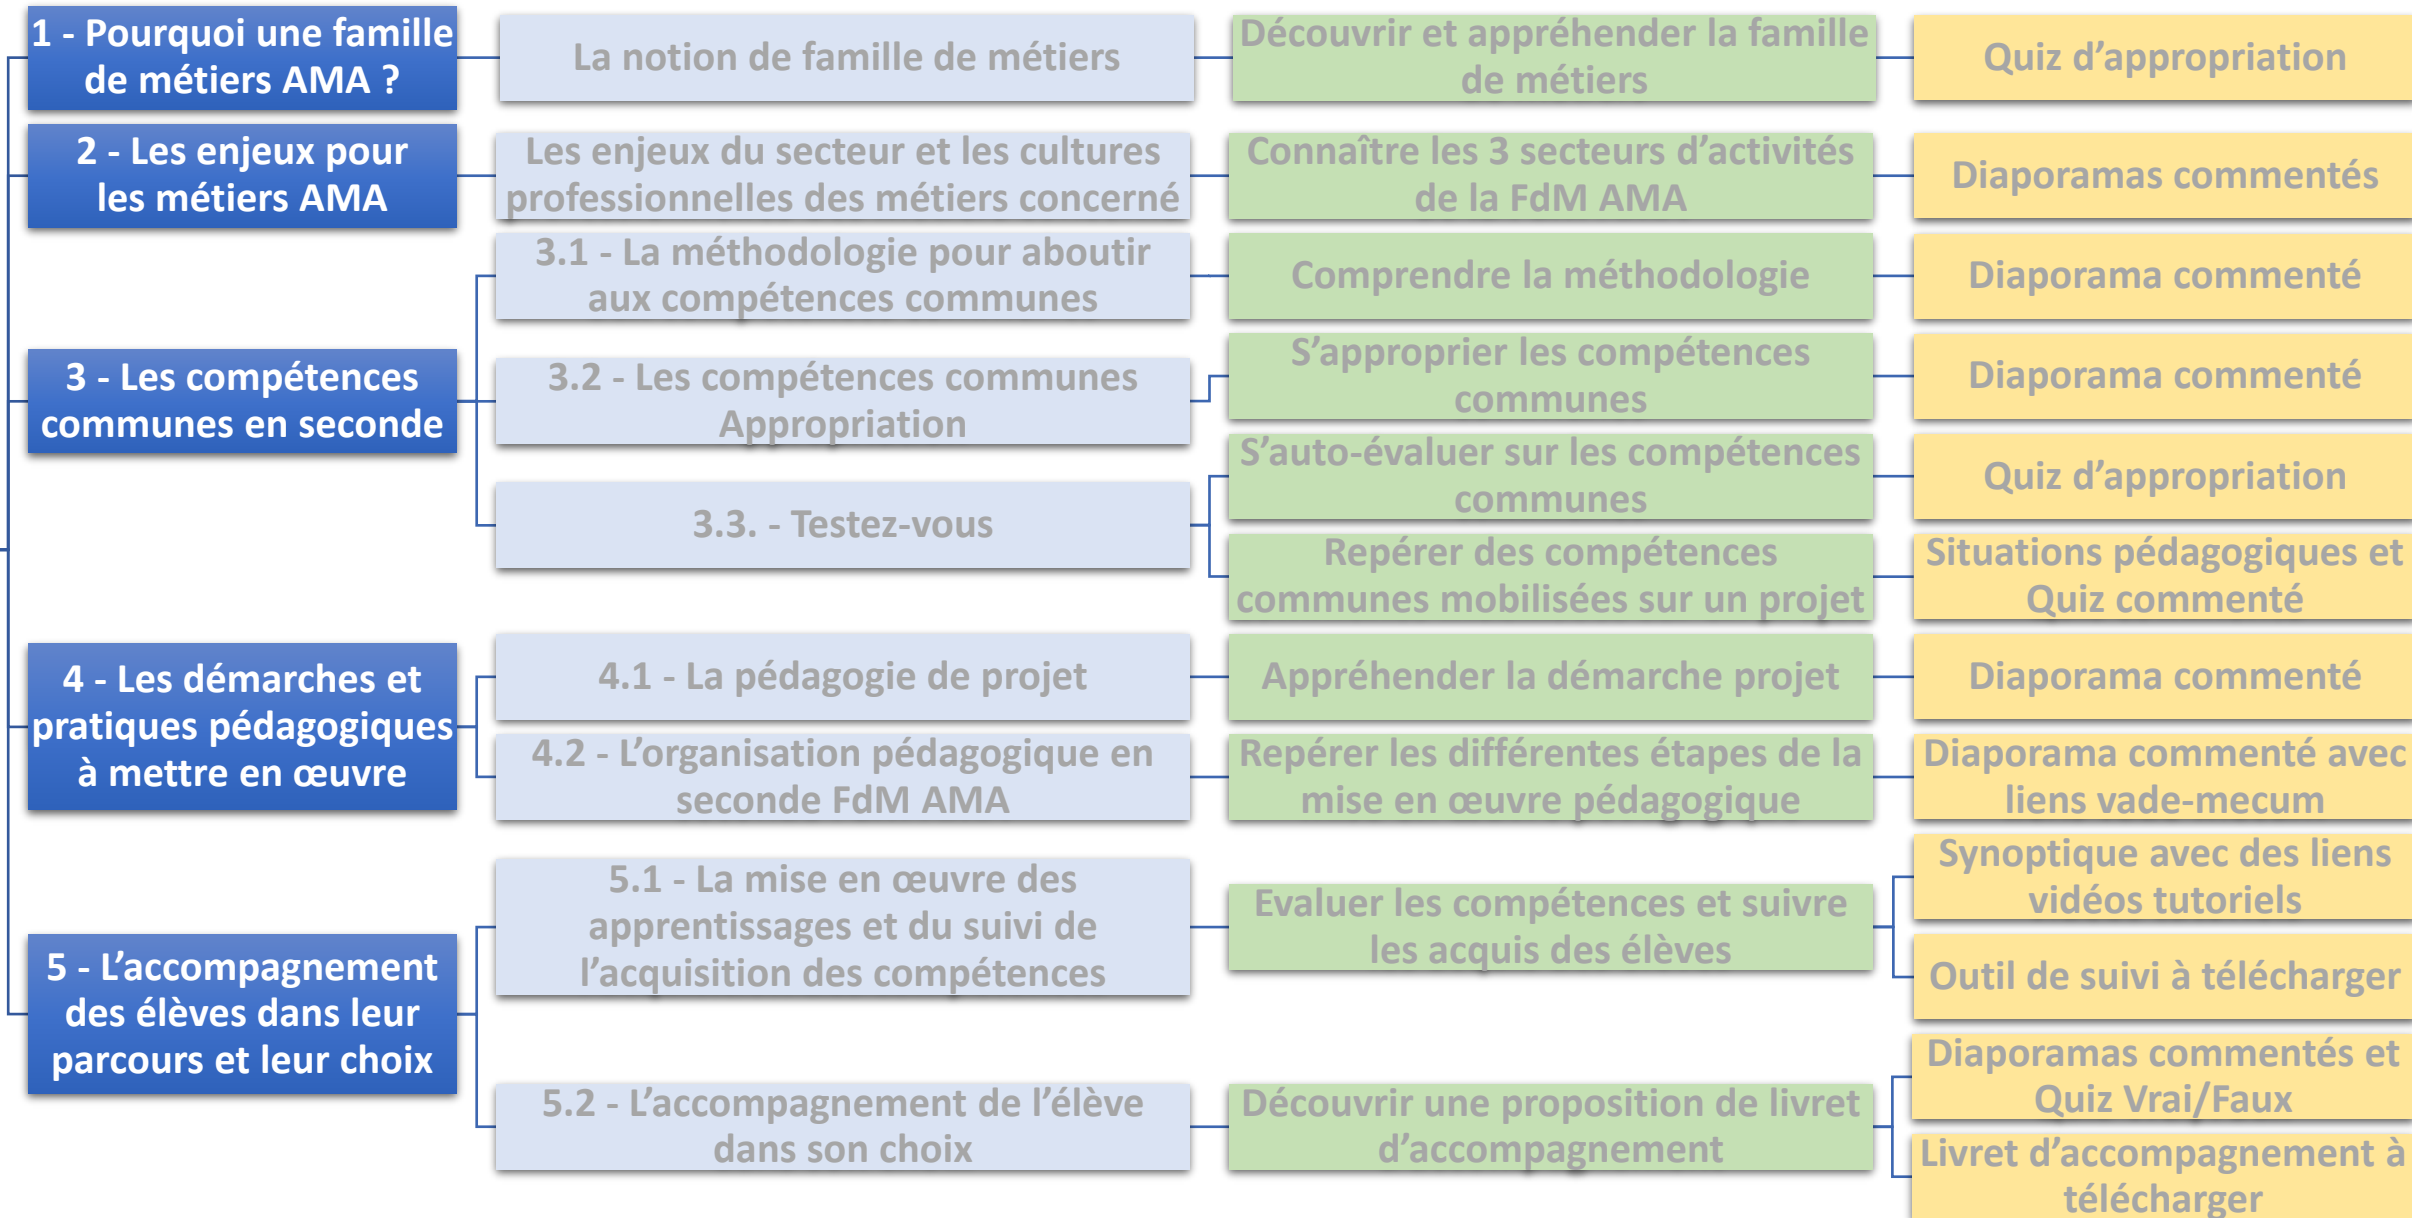 1 - Pourquoi une famille
de métiers AMA ?
La notion de famille de métiers
Découvrir et appréhender la famille
de métiers
Quiz d’appropriation
2 - Les enjeux pour
les métiers AMA
Les enjeux du secteur et les cultures
professionnelles des métiers concerné
Connaître les 3 secteurs d’activités
de la FdM AMA
Diaporamas commentés
3 - Les compétences
communes en seconde
3.1 - La méthodologie pour aboutir
aux compétences communes
Comprendre la méthodologie
Diaporama commenté
3.2 - Les compétences communes
Appropriation
S’approprier les compétences
communes
Diaporama commenté
3.3. - Testez-vous
S’auto-évaluer sur les compétences
communes
Quiz d’appropriation
Repérer des compétences
communes mobilisées sur un projet
Situations pédagogiques et
Quiz commenté
4 - Les démarches et
pratiques pédagogiques
à mettre en œuvre
4.1 - La pédagogie de projet
Appréhender la démarche projet
Diaporama commenté
4.2 - L’organisation pédagogique en
seconde FdM AMA
Repérer les différentes étapes de la
mise en œuvre pédagogique
Diaporama commenté avec
liens vade-mecum
5 - L’accompagnement
des élèves dans leur
parcours et leur choix
5.1 - La mise en œuvre des
apprentissages et du suivi de
l’acquisition des compétences
Evaluer les compétences et suivre
les acquis des élèves
Synoptique avec des liens
vidéos tutoriels
Outil de suivi à télécharger
5.2 - L’accompagnement de l’élève
dans son choix
Découvrir une proposition de livret
d’accompagnement
Diaporamas commentés et
Quiz Vrai/Faux
Livret d’accompagnement à
télécharger